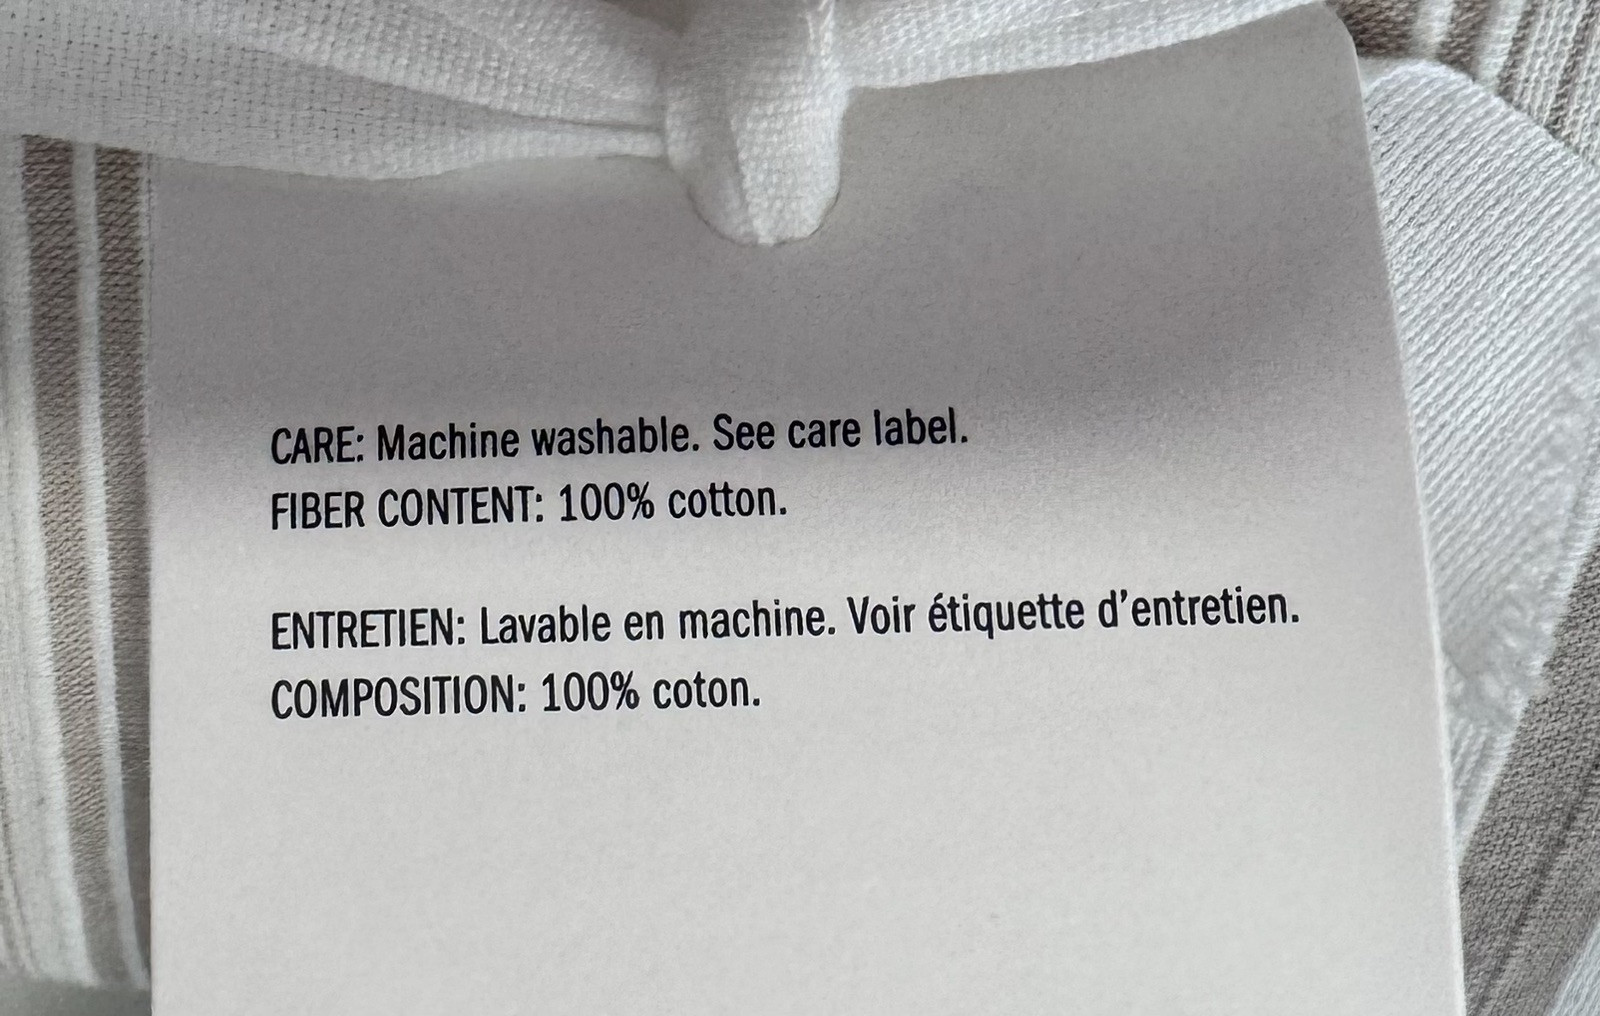 CARE: Machine washable. See care label.
FIBER CONTENT: 100% cotton.
ENTRETIEN: Lavable en machine. Voir étiquette d’entretien.
COMPOSITION: 100% coton.